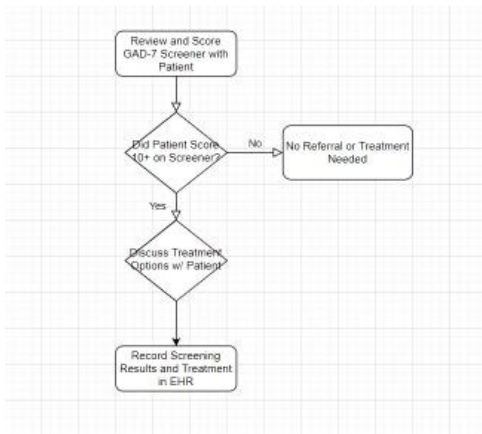 Review and Score
GAD-7 Screener with
Patient
Did Patient Score
10+ on Screener?
No
No Referral or Treatment
Needed
Yes
Discuss Treatment
Options w/ Patient
Record Screening
Results and Treatment
in EHR